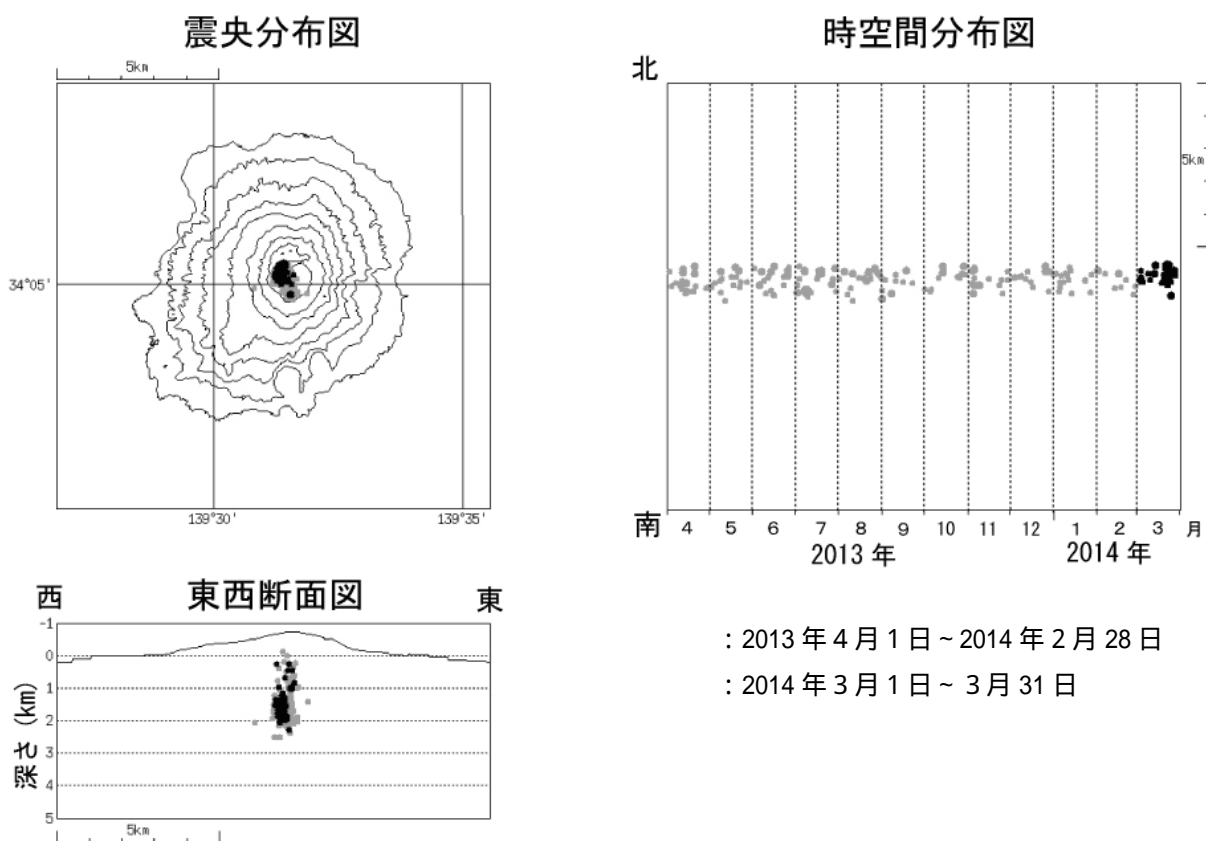 震央分布図
5km
34°05'
139°30'
139°35'
時空間分布図
北
5km
南
4 5 6 7 8 9 10 11 12 1 2 3 月
2013 年 2014 年
東西断面図
西
東
-1
0
1
2
3
4
5
深さ (km)
5km
：2013 年 4 月 1 日～2014 年 2 月 28 日
：2014 年 3 月 1 日～ 3 月 31 日